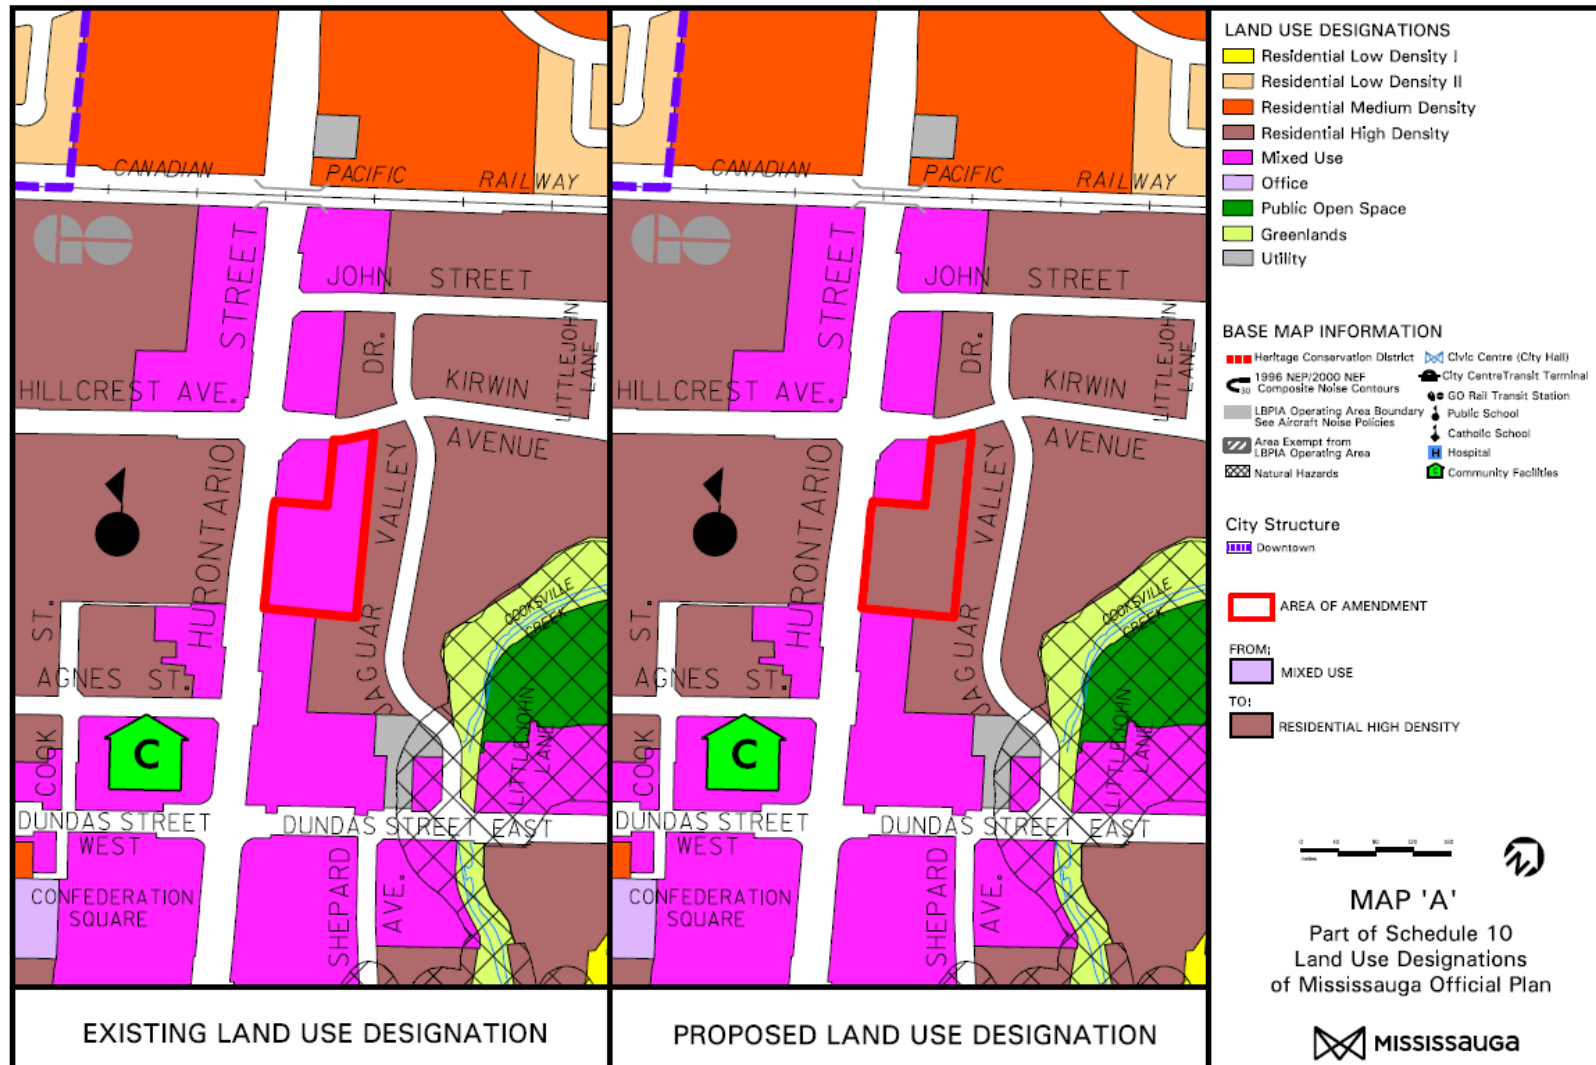 CANADIAN PACIFIC RAILWAY
STREET
JOHN STREET
DR.
LITTLEJOHN LANE
HILLCREST AVE.
KIRWIN
AVENUE
HURONTARIO
VALLEY
JAGUAR
ST.
COOKSVILLE
CREEK
AGNES ST.
COOK
C
LITTLEJOHN LANE
DUNDAS STREET
WEST
DUNDAS STREET EAST
CONFEDERATION
SQUARE
SHEPARD
AVE.
EXISTING LAND USE DESIGNATION
CANADIAN PACIFIC RAILWAY
STREET
JOHN STREET
DR.
LITTLEJOHN LANE
HILLCREST AVE.
KIRWIN
AVENUE
HURONTARIO
VALLEY
JAGUAR
ST.
COOKSVILLE
CREEK
AGNES ST.
COOK
C
LITTLEJOHN LANE
DUNDAS STREET
WEST
DUNDAS STREET EAST
CONFEDERATION
SQUARE
SHEPARD
AVE.
PROPOSED LAND USE DESIGNATION
LAND USE DESIGNATIONS
Residential Low Density I
Residential Low Density II
Residential Medium Density
Residential High Density
Mixed Use
Office
Public Open Space
Greenlands
Utility
BASE MAP INFORMATION
Heritage Conservation District
1996 NEP/2000 NEF
Composite Noise Contours
30
LBPIA Operating Area Boundary
See Aircraft Noise Policies
Area Exempt from
LBPIA Operating Area
Natural Hazards
Civic Centre (City Hall)
City CentreTransit Terminal
GO Rail Transit Station
Public School
Catholic School
H Hospital
C Community Facilities
City Structure
Downtown
AREA OF AMENDMENT
FROM:
MIXED USE
TO:
RESIDENTIAL HIGH DENSITY
0 40 80 120 160
metres
N
MAP 'A'
Part of Schedule 10
Land Use Designations
of Mississauga Official Plan
MISSISSauGa